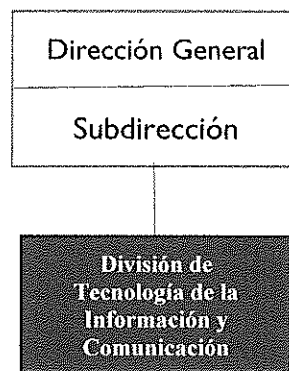 Dirección General
Subdirección
División de
Tecnología de la
Información y
Comunicación